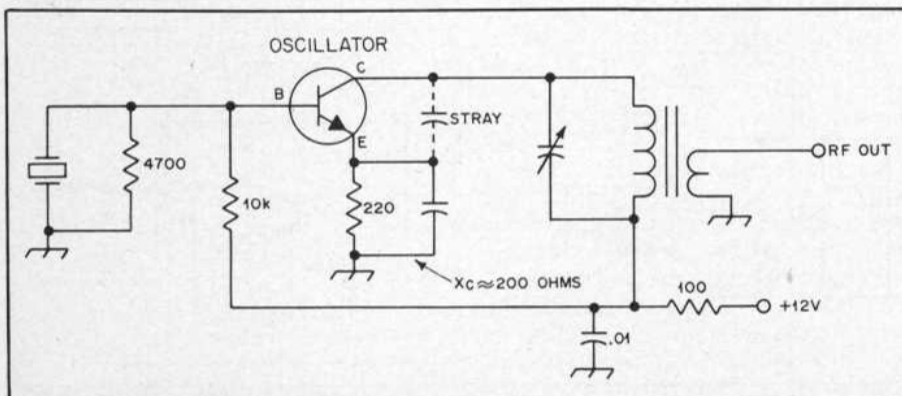 OSCILLATOR
C
B
STRAY
E
RF OUT
4700
10k
220
100
XC≈200 OHMS
+12V
.01